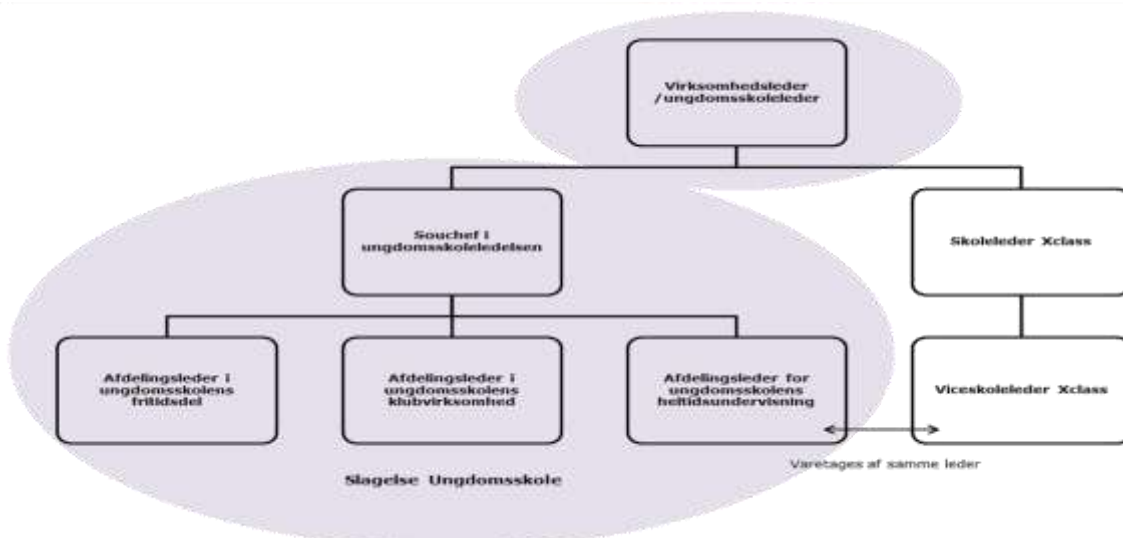 Virksomhedsleder
/ungdomsskoleleder
Souchef i
ungdomsskoleledelsen
Skoleleder Xclass
Afdelingsleder i
ungdomsskolens
fritidsdel
Afdelingsleder i
ungdomsskolens
klubvirksomhed
Afdelingsleder for
ungdomsskolens
heltidsundervisning
Viceskoleleder Xclass
Varetages af samme leder
Slagelse Ungdomsskole